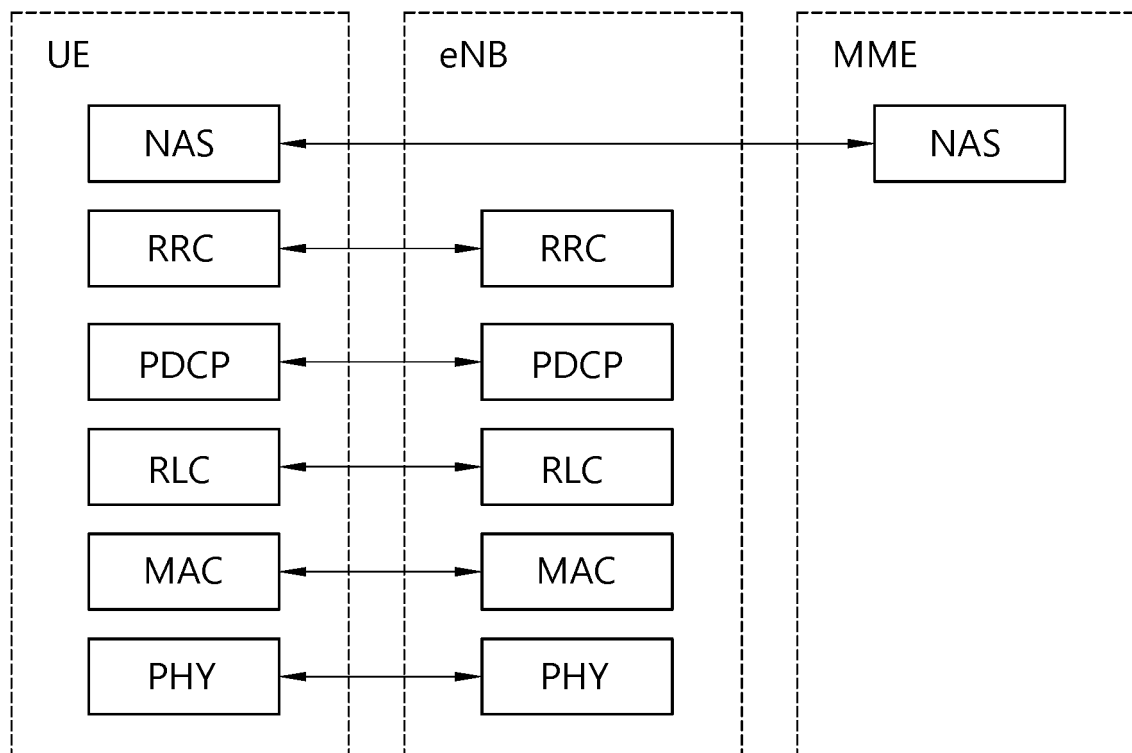 UE eNB MME
NAS NAS
RRC RRC
PDCP PDCP
RLC RLC
MAC MAC
PHY PHY